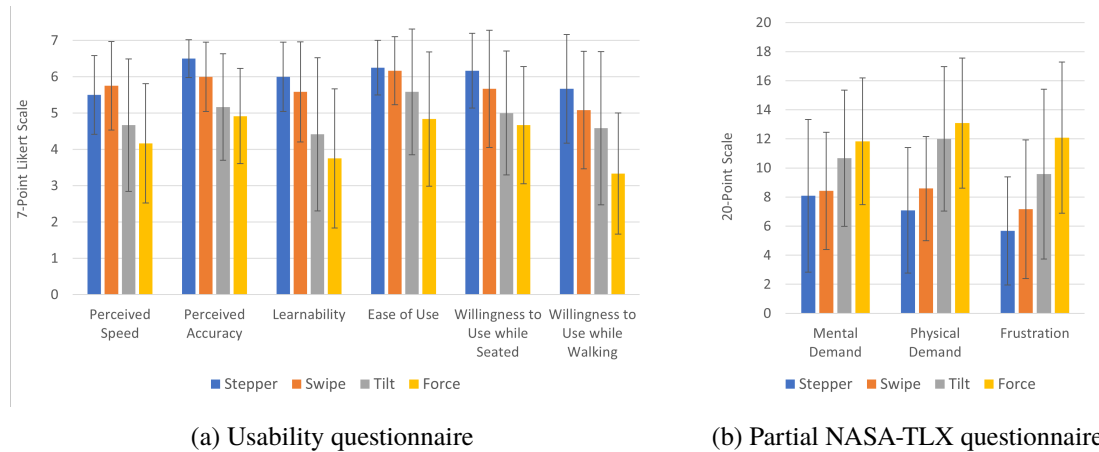 7-Point Likert Scale
7
6
5
4
3
2
1
0
Perceived
Speed
Perceived
Accuracy
Learnability
Ease of Use
Willingness to
Use while
Seated
Willingness to
Use while
Walking
Stepper Swipe Tilt Force
(a) Usability questionnaire
20-Point Scale
20
18
16
14
12
10
8
6
4
2
0
Mental
Demand
Physical
Demand
Frustration
Stepper Swipe Tilt Force
(b) Partial NASA-TLX questionnaire